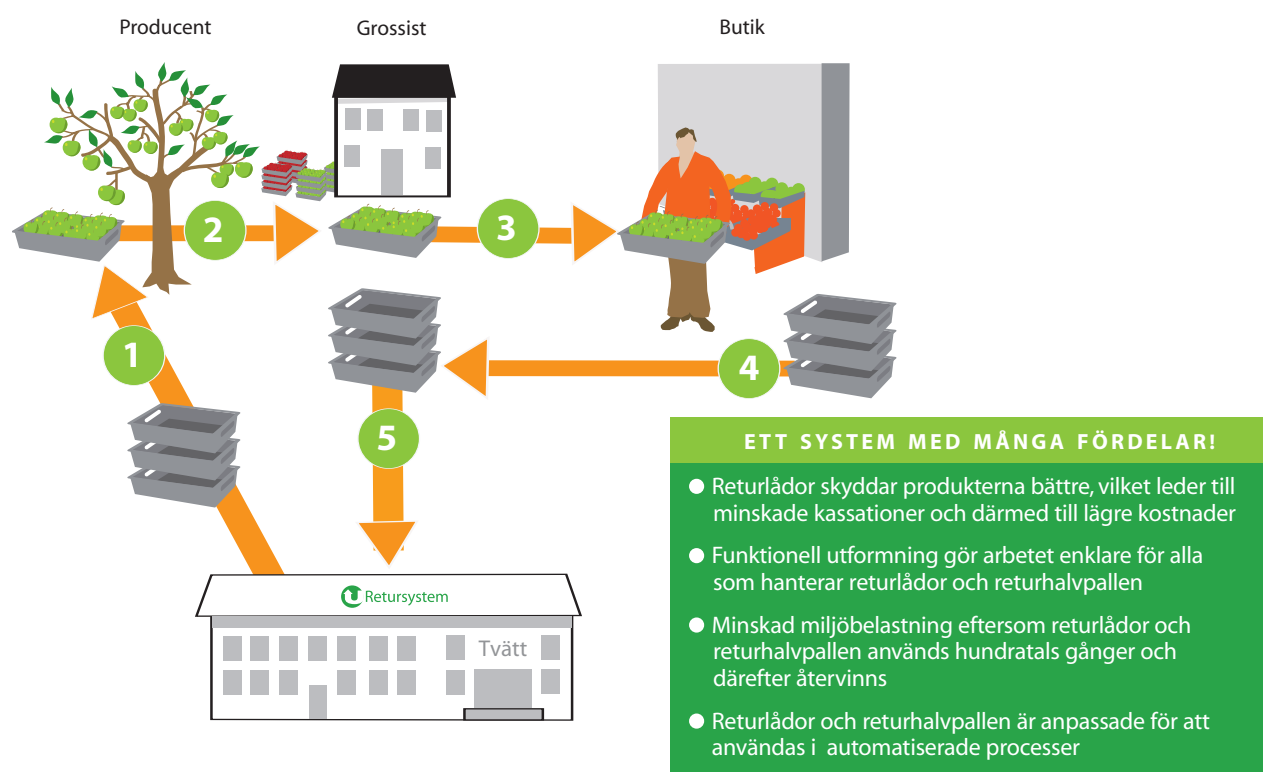 Producent
Grossist
Butik
2
3
1
4
5
Retursystem
Tvätt
ETT SYSTEM MED MÅNGA FÖRDELAR!
● Returlådor skyddar produkterna bättre, vilket leder till
minskade kassationer och därmed till lägre kostnader
● Funktionell utformning gör arbetet enklare för alla
som hanterar returlådor och returhalvpallen
● Minskad miljöbelastning eftersom returlådor och
returhalvpallen används hundratals gånger och
därefter återvinns
● Returlådor och returhalvpallen är anpassade för att
användas i automatiserade processer